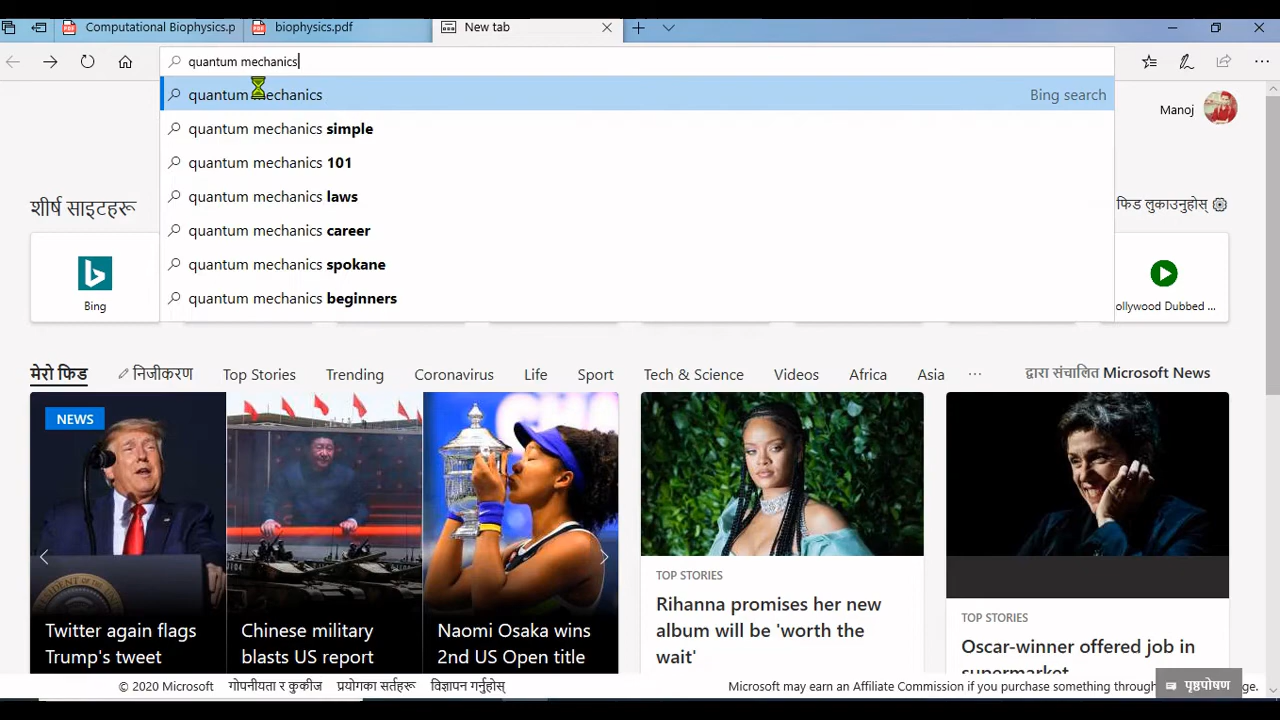 Computational Biophysics.p
biophysics.pdf
New tab
quantum mechanics
quantum mechanics
Bing search
quantum mechanics simple
quantum mechanics 101
quantum mechanics laws
quantum mechanics career
quantum mechanics spokane
quantum mechanics beginners
Manoj
शीर्ष साइटहरू
फिड लुकाउनुहोस्
Bing
ollywood Dubbed ...
मेरो फिड
निजीकरण
Top Stories
Trending
Coronavirus
Life
Sport
Tech & Science
Videos
Africa
Asia
...
द्वारा संचालित Microsoft News
NEWS
Twitter again flags
Trump's tweet
Chinese military
blasts US report
Naomi Osaka wins
2nd US Open title
TOP STORIES
Rihanna promises her new
album will be 'worth the
wait'
TOP STORIES
Oscar-winner offered job in
supermarket
© 2020 Microsoft
गोपनीयता र कुकीज
प्रयोगका सर्तहरू
विज्ञापन गर्नुहोस्
Microsoft may earn an Affiliate Commission if you purchase something through
ge.
पृष्ठपोषण